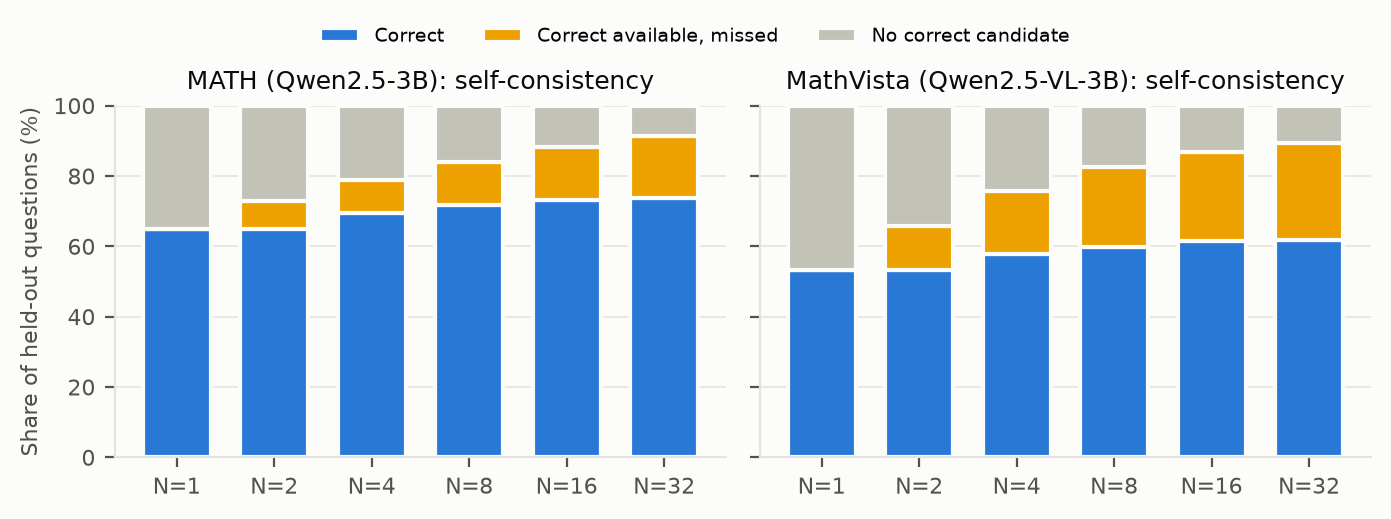 Correct
Correct available, missed
No correct candidate
MATH (Qwen2.5-3B): self-consistency
MathVista (Qwen2.5-VL-3B): self-consistency
Share of held-out questions (%)
100
80
60
40
20
0
N=1 N=2 N=4 N=8 N=16 N=32
N=1 N=2 N=4 N=8 N=16 N=32